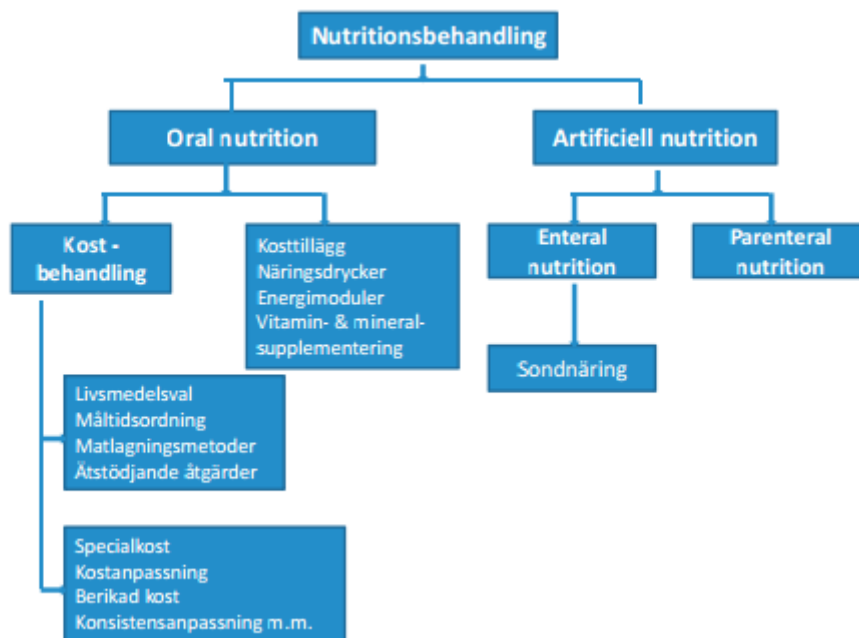 Nutritionsbehandling
Oral nutrition
Artificiell nutrition
Kost -
behandling
Kosttillägg
Näringsdrycker
Energimoduler
Vitamin- & mineral-
supplementering
Enteral
nutrition
Parenteral
nutrition
Sondnäring
Livsmedelsval
Måltidsordning
Matlagningsmetoder
Ätstödjande åtgärder
Specialkost
Kostanpassning
Berikad kost
Konsistensanpassning m.m.